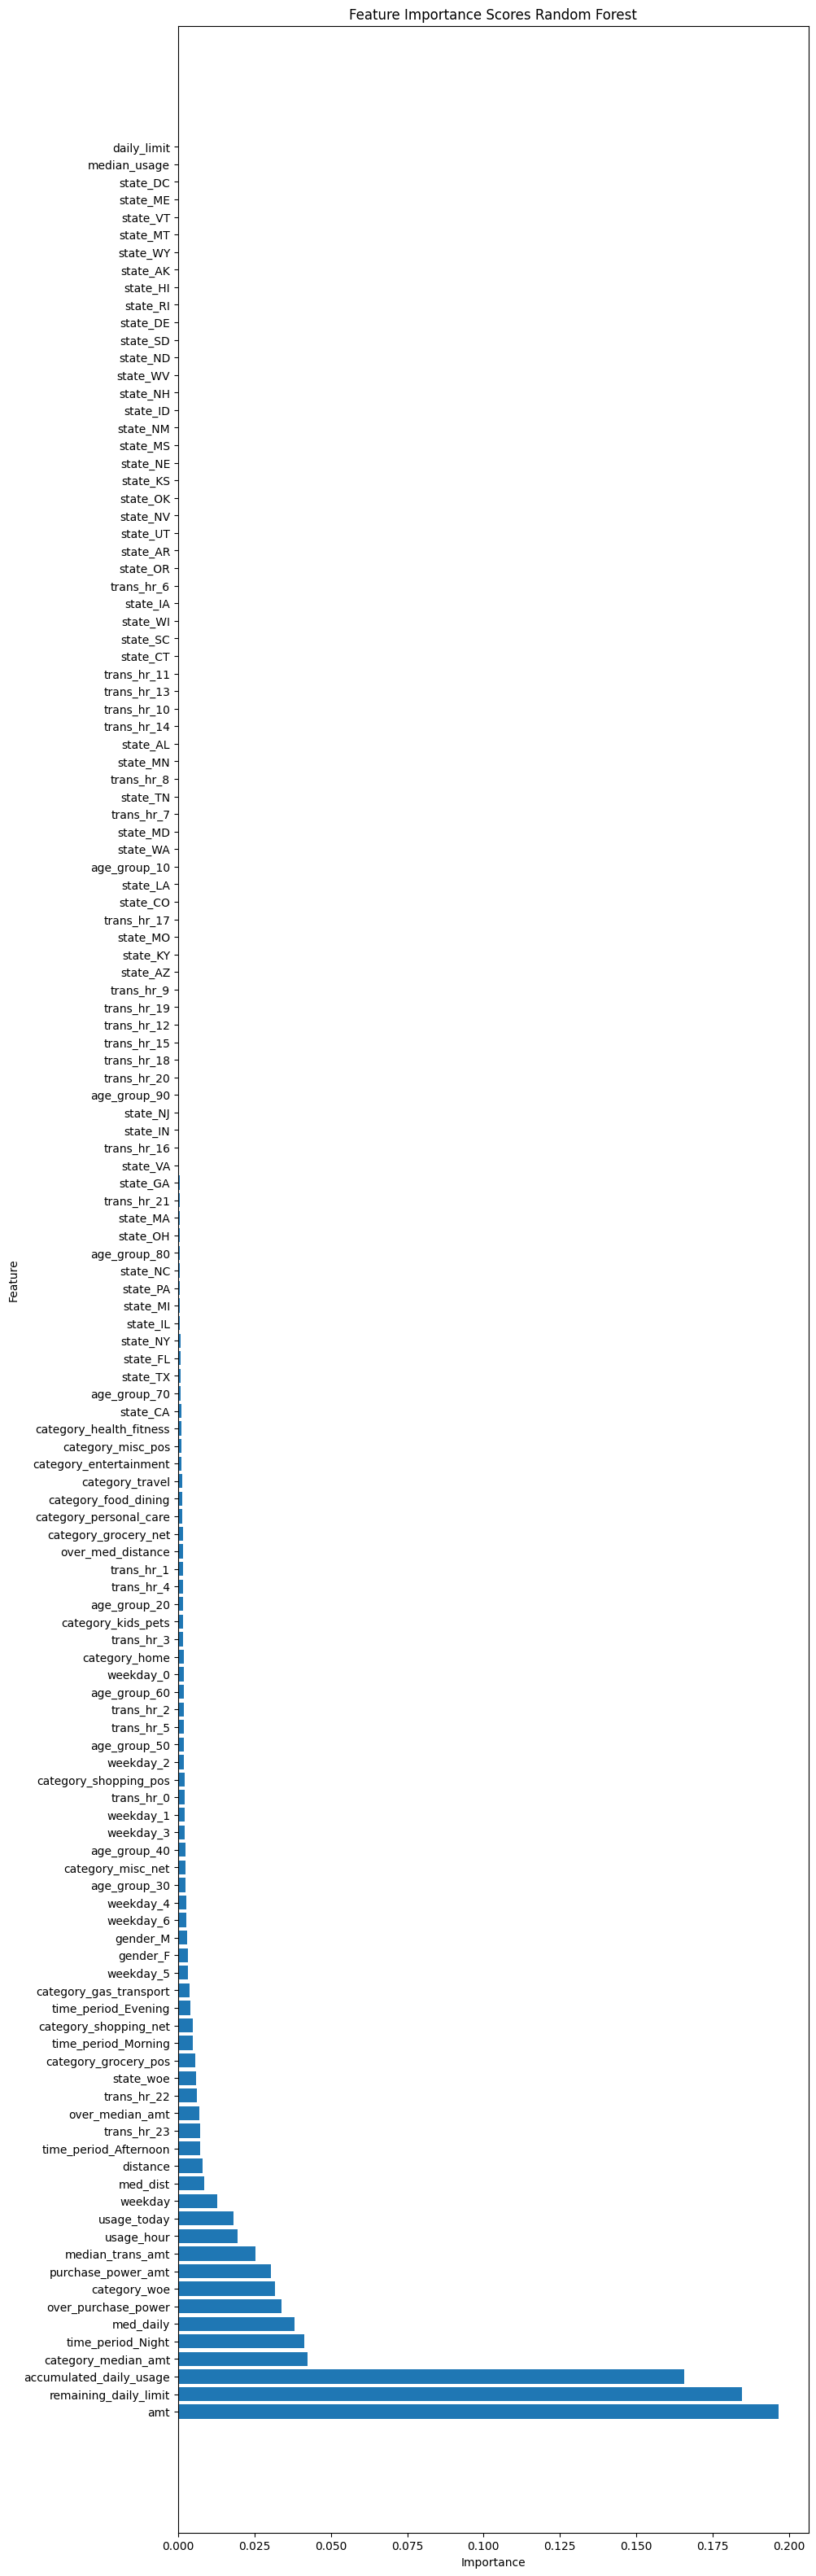 Feature Importance Scores Random Forest
daily_limit
median_usage
state_DC
state_ME
state_VT
state_MT
state_WY
state_AK
state_HI
state_RI
state_DE
state_SD
state_ND
state_WV
state_NH
state_ID
state_NM
state_MS
state_NE
state_KS
state_OK
state_NV
state_UT
state_AR
state_OR
trans_hr_6
state_IA
state_WI
state_SC
state_CT
trans_hr_11
trans_hr_13
trans_hr_10
trans_hr_14
state_AL
state_MN
trans_hr_8
state_TN
trans_hr_7
state_MD
state_WA
age_group_10
state_LA
state_CO
trans_hr_17
state_MO
state_KY
state_AZ
trans_hr_9
trans_hr_19
trans_hr_12
trans_hr_15
trans_hr_18
trans_hr_20
age_group_90
state_NJ
state_IN
trans_hr_16
state_VA
state_GA
trans_hr_21
state_MA
state_OH
age_group_80
state_NC
state_PA
state_MI
state_IL
state_NY
state_FL
state_TX
age_group_70
state_CA
category_health_fitness
category_misc_pos
category_entertainment
category_travel
category_food_dining
category_personal_care
category_grocery_net
over_med_distance
trans_hr_1
trans_hr_4
age_group_20
category_kids_pets
trans_hr_3
category_home
weekday_0
age_group_60
trans_hr_2
trans_hr_5
age_group_50
weekday_2
category_shopping_pos
trans_hr_0
weekday_1
weekday_3
age_group_40
category_misc_net
age_group_30
weekday_4
weekday_6
gender_M
gender_F
weekday_5
category_gas_transport
time_period_Evening
category_shopping_net
time_period_Morning
category_grocery_pos
state_woe
trans_hr_22
over_median_amt
trans_hr_23
time_period_Afternoon
distance
med_dist
weekday
usage_today
usage_hour
median_trans_amt
purchase_power_amt
category_woe
over_purchase_power
med_daily
time_period_Night
category_median_amt
accumulated_daily_usage
remaining_daily_limit
amt
Feature
0.000 0.025 0.050 0.075 0.100 0.125 0.150 0.175 0.200
Importance